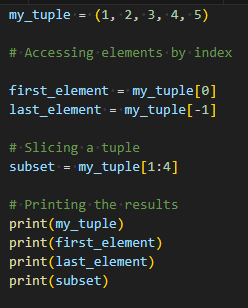 my_tuple = (1, 2, 3, 4, 5)
# Accessing elements by index
first_element = my_tuple[0]
last_element = my_tuple[-1]
# Slicing a tuple
subset = my_tuple[1:4]
# Printing the results
print(my_tuple)
print(first_element)
print(last_element)
print(subset)